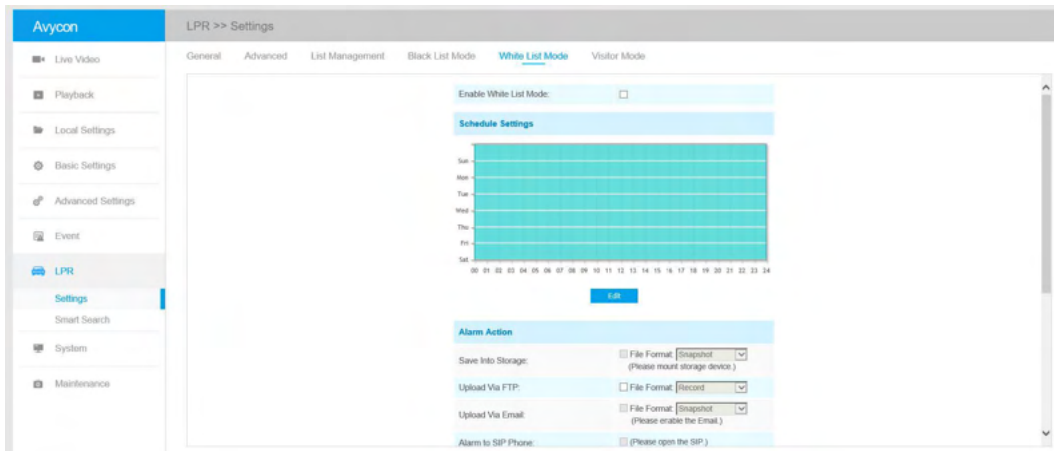 Avycon
LPR >> Settings
Live Video
Playback
Local Settings
Basic Settings
Advanced Settings
Event
LPR
Settings
Smart Search
System
Maintenance
General Advanced List Management Black List Mode White List Mode Visitor Mode
Enable White List Mode:
Schedule Settings
Sun
Mon
Tue
Wed
Thu
Fri
Sat
00 01 02 03 04 05 06 07 08 09 10 11 12 13 14 15 16 17 18 19 20 21 22 23 24
Edit
Alarm Action
Save Into Storage: File Format: Snapshot
(Please mount storage device.)
Upload Via FTP: File Format: Record
Upload Via Email: File Format: Snapshot
(Please enable the Email.)
Alarm to SIP Phone: (Please open the SIP.)